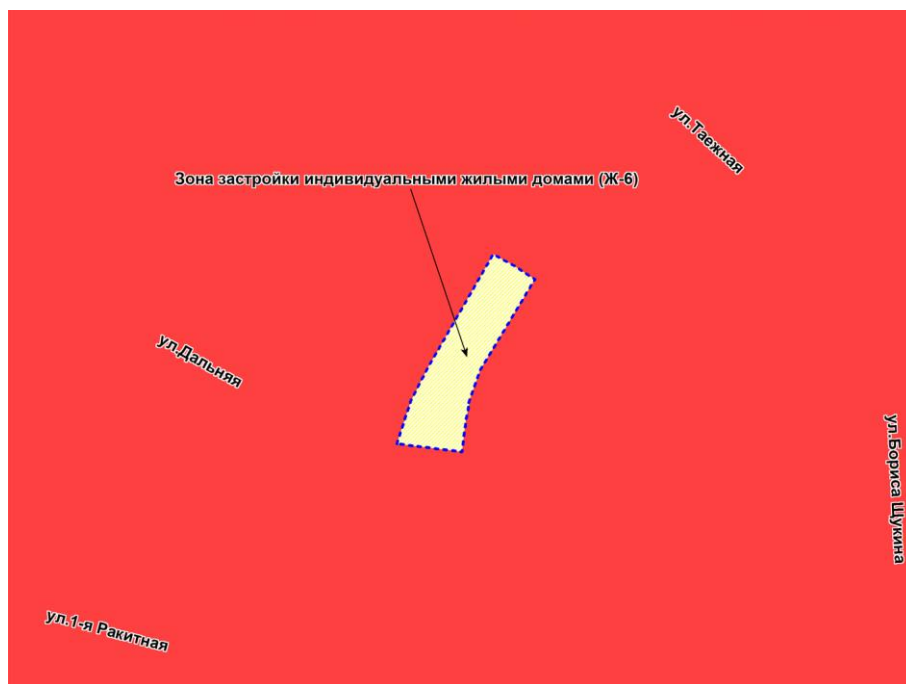 ул.Таежная
Зона застройки индивидуальными жилыми домами (Ж-6)
ул.Дальняя
ул.Бориса Щукина
ул.1-я Ракитная